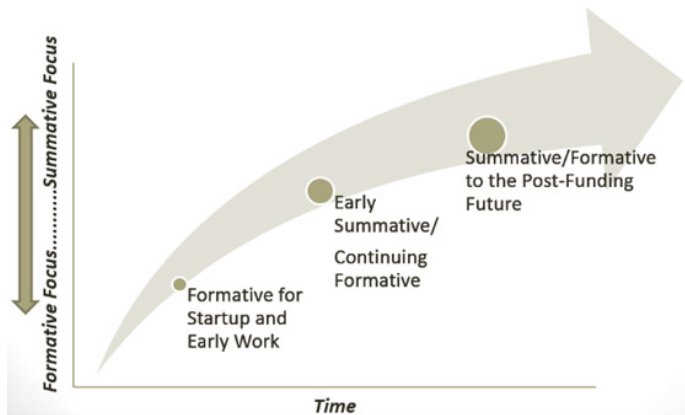 Formative Focus............Summative Focus
Summative/Formative
to the Post-Funding
Future
Early
Summative/
Continuing
Formative
Formative for
Startup and
Early Work
Time